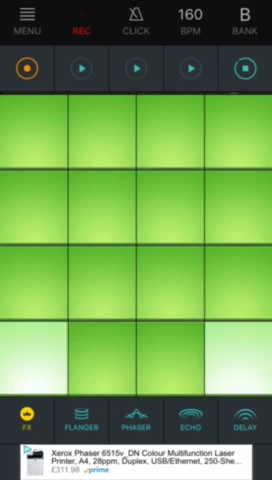 160 B
MENU REC CLICK BPM BANK
FX FLANGER PHASER ECHO DELAY
Xerox Phaser 6515v_DN Colour Multifunction Laser
Printer, A4, 28ppm, Duplex, USB/Ethernet, 250-She...
£311.98 prime